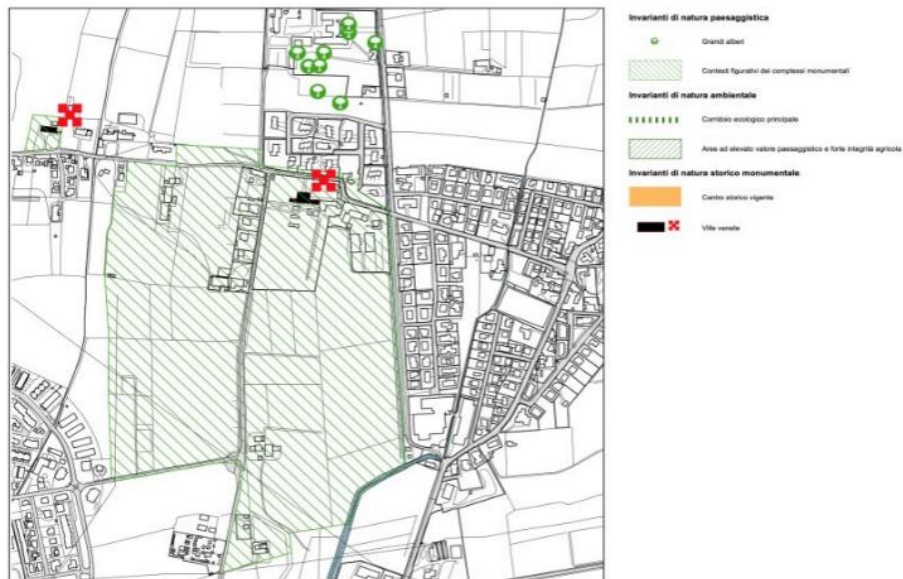 Invarianti di natura paesaggistica
Grandi alberi
Contesti figurativi dei complessi monumentali
Invarianti di natura ambientale
Corridoio ecologico principale
Aree ad elevato valore paesaggistico e forte integrità agricola
Invarianti di natura storico monumentale
Centro storico vigente
Ville venete